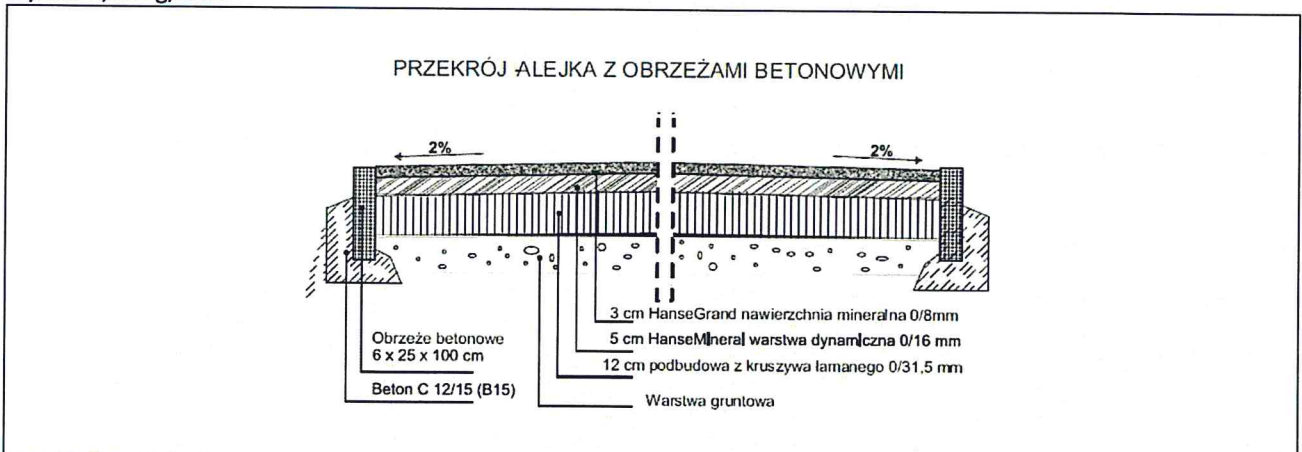 PRZEKRÓJ ALEJKA Z OBRZEŻAMI BETONOWYMI
2%
2%
3 cm HanseGrand nawierzchnia mineralna 0/8mm
5 cm HanseMineral warstwa dynamiczna 0/16 mm
12 cm podbudowa z kruszywa łamanego 0/31,5 mm
Warstwa gruntowa
Obrzeże betonowe
6 x 25 x 100 cm
Beton C 12/15 (B15)